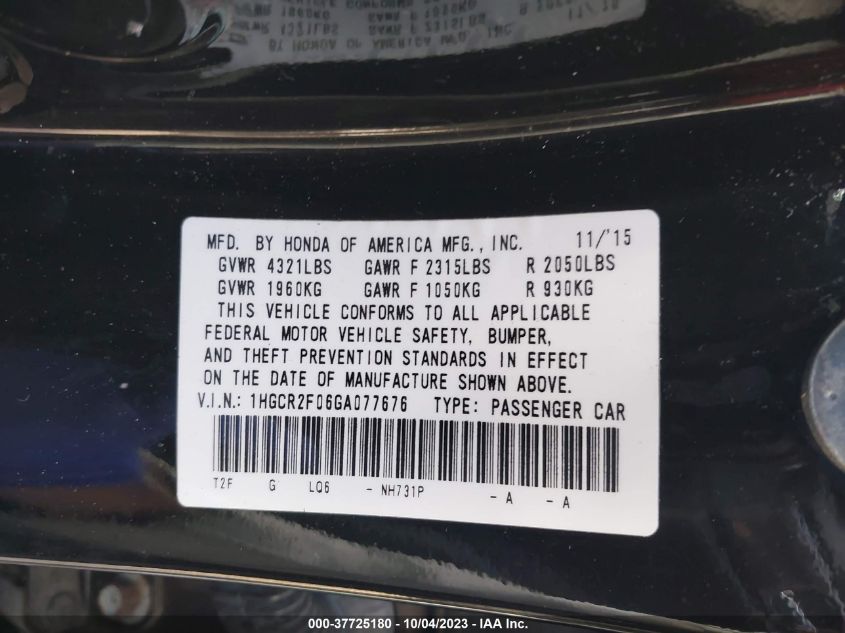 MFD. BY HONDA OF AMERICA MFG., INC. 11/'15
GVWR 4321LBS GAWR F 2315LBS R 2050LBS
GVWR 1960KG GAWR F 1050KG R 930KG
THIS VEHICLE CONFORMS TO ALL APPLICABLE
FEDERAL MOTOR VEHICLE SAFETY, BUMPER,
AND THEFT PREVENTION STANDARDS IN EFFECT
ON THE DATE OF MANUFACTURE SHOWN ABOVE.
V.I.N.: 1HGCR2F06GA077676 TYPE: PASSENGER CAR
T2F G LQ6 - NH731P - A - A
000-37725180 - 10/04/2023 - IAA Inc.